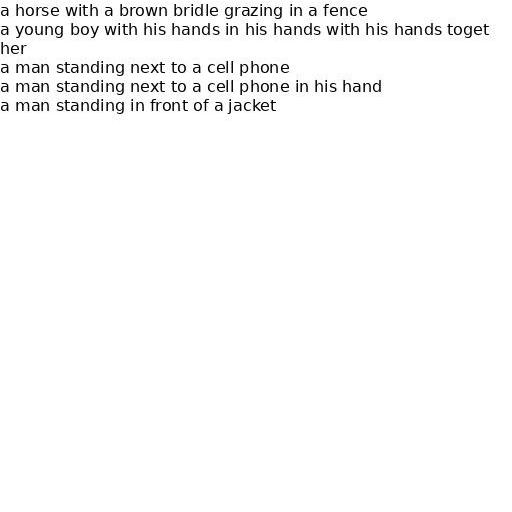 a horse with a brown bridle grazing in a fence
a young boy with his hands in his hands with his hands toget
her
a man standing next to a cell phone
a man standing next to a cell phone in his hand
a man standing in front of a jacket